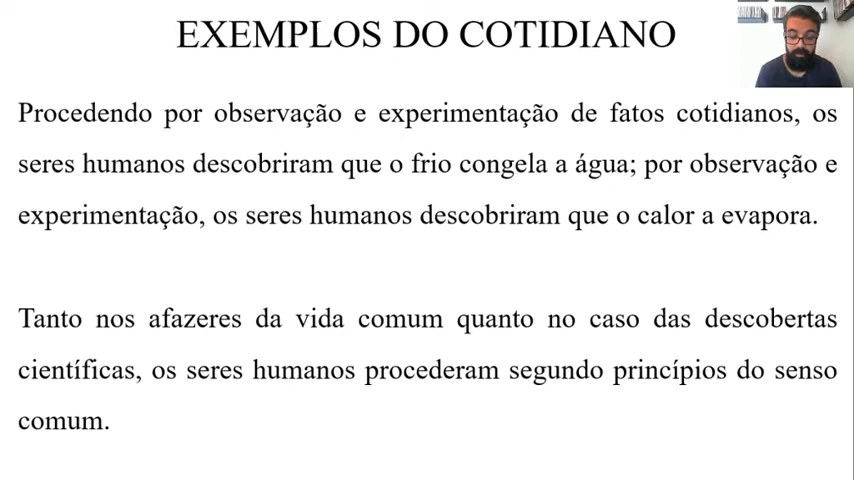 EXEMPLOS DO COTIDIANO
Procedendo por observação e experimentação de fatos cotidianos, os
seres humanos descobriram que o frio congela a água; por observação e
experimentação, os seres humanos descobriram que o calor a evapora.
Tanto nos afazeres da vida comum quanto no caso das descobertas
científicas, os seres humanos procederam segundo princípios do senso
comum.